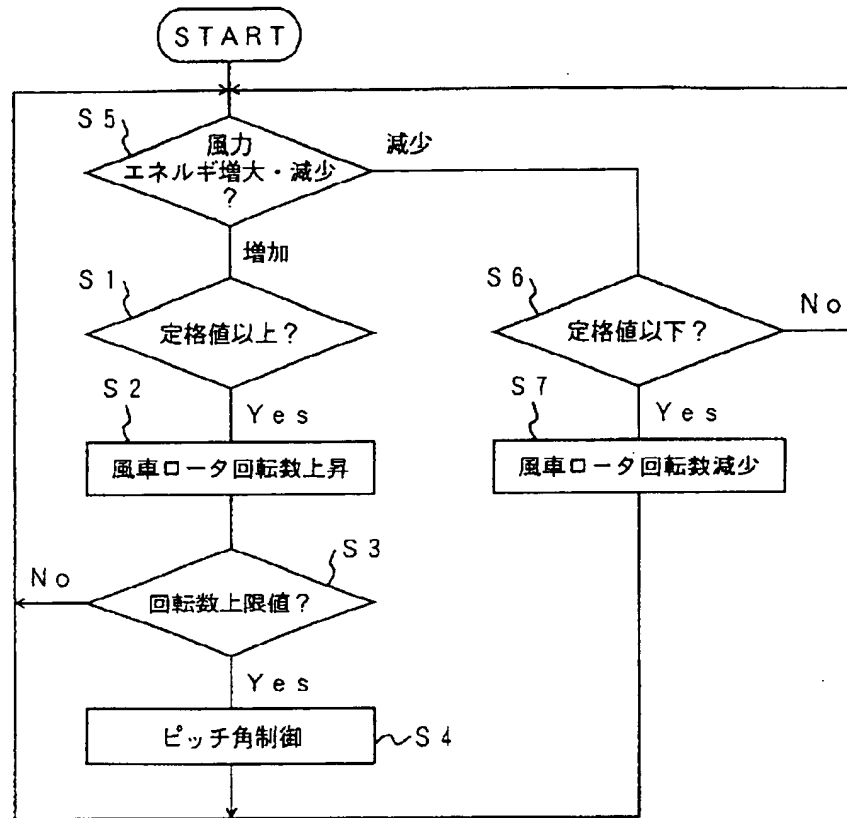 START
S5
風力
エネルギ増大・減少
?
減少
増加
S1
定格値以上?
S6
定格値以下?
No
Yes
S2
風車ロータ回転数上昇
Yes
S7
風車ロータ回転数減少
S3
回転数上限値?
No
Yes
ピッチ角制御
S4